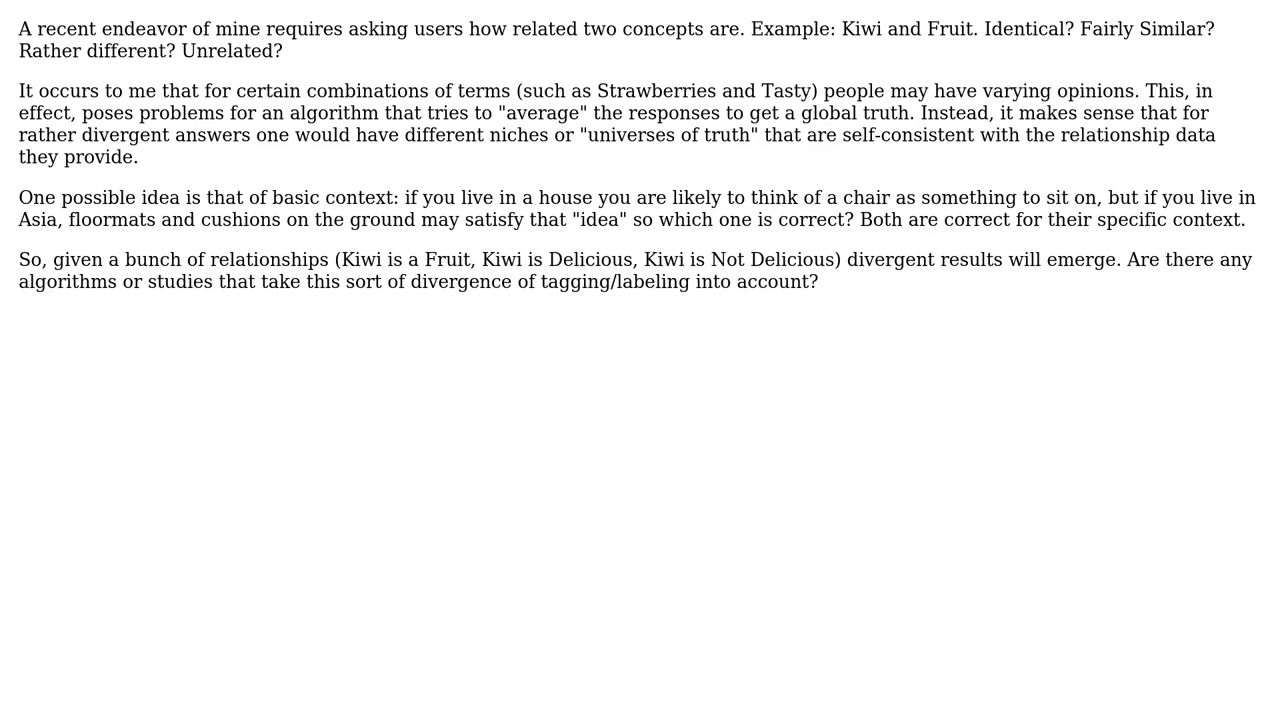 A recent endeavor of mine requires asking users how related two concepts are. Example: Kiwi and Fruit. Identical? Fairly Similar?
Rather different? Unrelated?
It occurs to me that for certain combinations of terms (such as Strawberries and Tasty) people may have varying opinions. This, in
effect, poses problems for an algorithm that tries to "average" the responses to get a global truth. Instead, it makes sense that for
rather divergent answers one would have different niches or "universes of truth" that are self-consistent with the relationship data
they provide.
One possible idea is that of basic context: if you live in a house you are likely to think of a chair as something to sit on, but if you live in
Asia, floormats and cushions on the ground may satisfy that "idea" so which one is correct? Both are correct for their specific context.
So, given a bunch of relationships (Kiwi is a Fruit, Kiwi is Delicious, Kiwi is Not Delicious) divergent results will emerge. Are there any
algorithms or studies that take this sort of divergence of tagging/labeling into account?